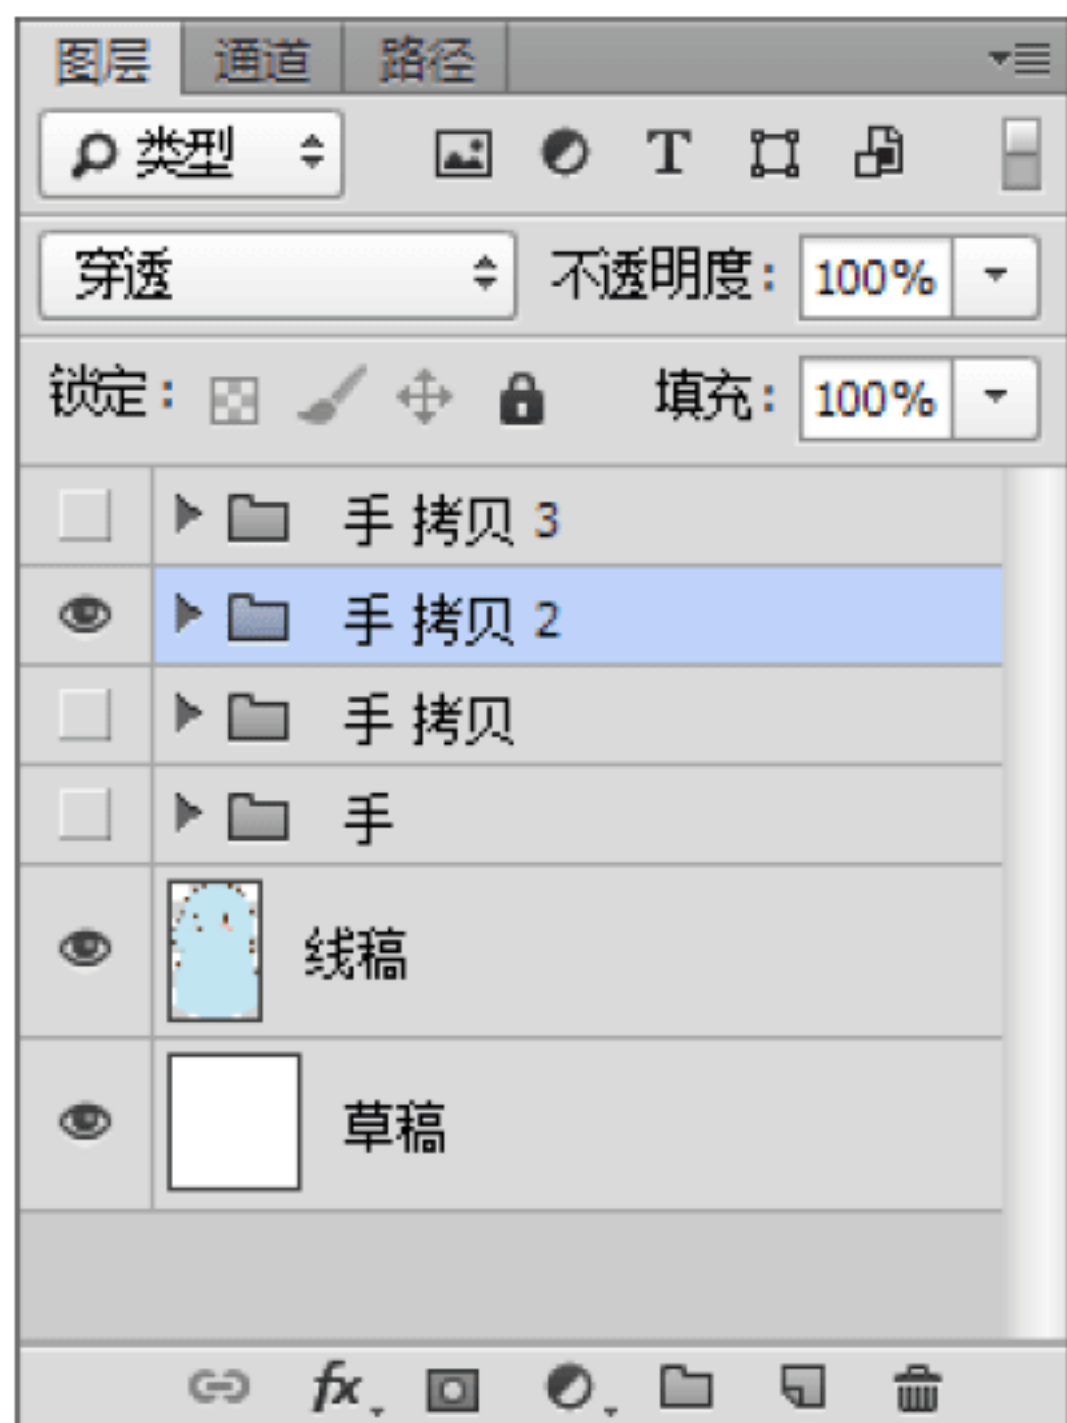 图层 通道 路径
类型 T
穿透 不透明度: 100%
锁定: 填充: 100%
手 拷贝 3
手 拷贝 2
手 拷贝
手
线稿
草稿
fx